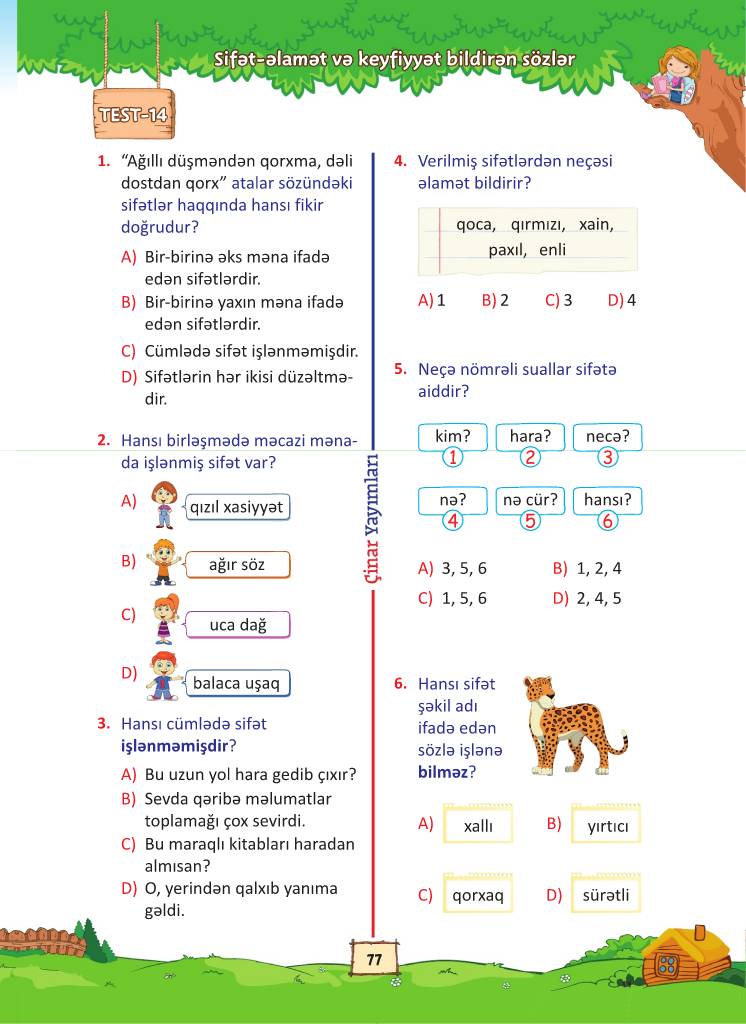 Sifət-əlamət və keyfiyyət bildirən sözlər
TEST-14
1. “Ağıllı düşməndən qorxma, dəli
dostdan qorx” atalar sözündəki
sifətlər haqqında hansı fikir
doğrudur?
A) Bir-birinə əks məna ifadə
edən sifətlərdir.
B) Bir-birinə yaxın məna ifadə
edən sifətlərdir.
C) Cümlədə sifət işlənməmişdir.
D) Sifətlərin hər ikisi düzəltmə-
dir.
2. Hansı birləşmədə məcazi məna-
da işlənmiş sifət var?
A) qızıl xasiyyət
B) ağır söz
C) uca dağ
D) balaca uşaq
3. Hansı cümlədə sifət
işlənməmişdir?
A) Bu uzun yol hara gedib çıxır?
B) Sevda qəribə məlumatlar
toplamağı çox sevirdi.
C) Bu maraqlı kitabları haradan
almısan?
D) O, yerindən qalxıb yanıma
gəldi.
Çinar Yayımları
4. Verilmiş sifətlərdən neçəsi
əlamət bildirir?
qoca, qırmızı, xain,
paxıl, enli
A) 1 B) 2 C) 3 D) 4
5. Neçə nömrəli suallar sifətə
aiddir?
kim? hara? necə?
1 2 3
nə? nə cür? hansı?
4 5 6
A) 3, 5, 6 B) 1, 2, 4
C) 1, 5, 6 D) 2, 4, 5
6. Hansı sifət
şəkil adı
ifadə edən
sözlə işlənə
bilməz?
A) xallı B) yırtıcı
C) qorxaq D) sürətli
77